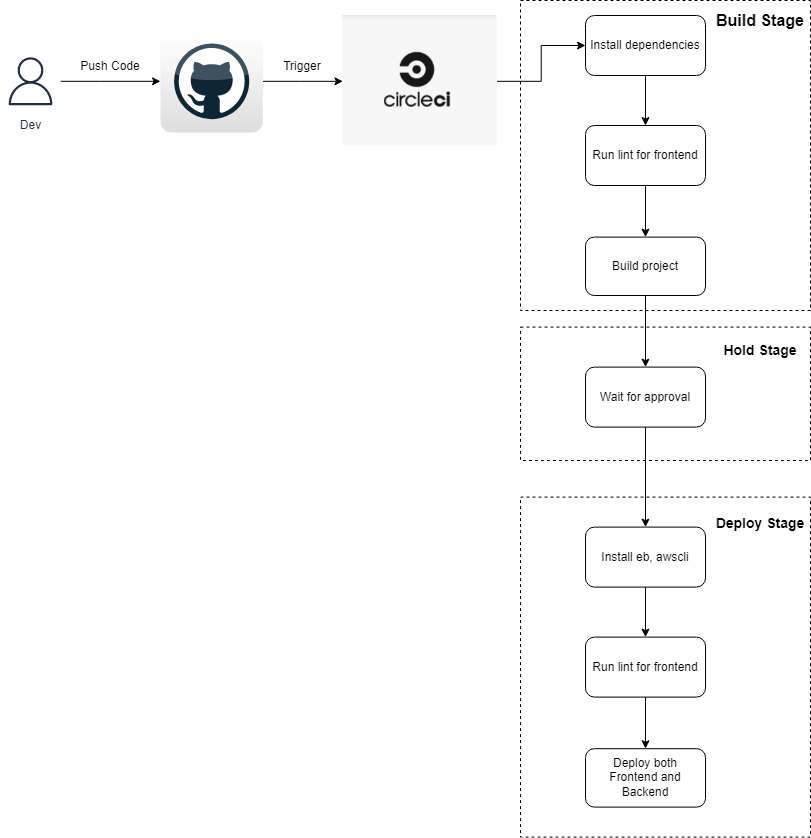 Push Code
Dev
Trigger
circleci
Build Stage
Install dependencies
Run lint for frontend
Build project
Hold Stage
Wait for approval
Deploy Stage
Install eb, awscli
Run lint for frontend
Deploy both
Frontend and
Backend